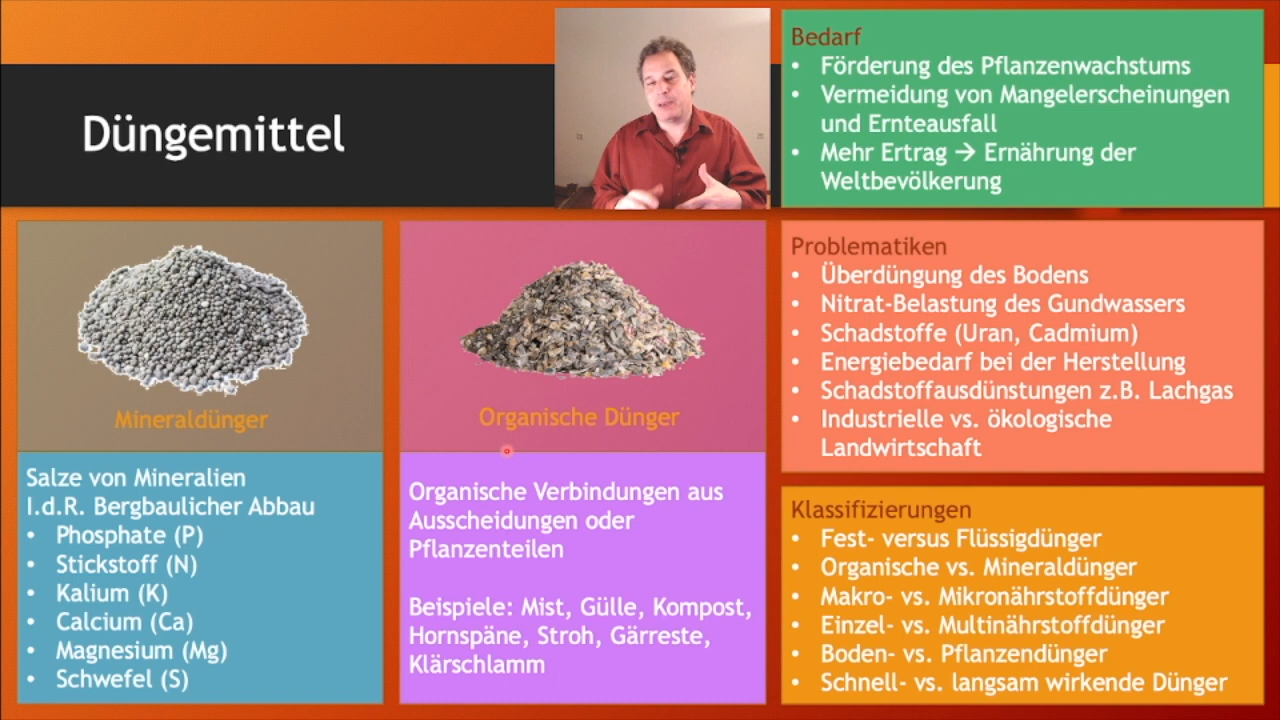 Düngemittel
Bedarf
• Förderung des Pflanzenwachstums
• Vermeidung von Mangelerscheinungen
und Ernteausfall
• Mehr Ertrag → Ernährung der
Weltbevölkerung
Mineraldünger
Salze von Mineralien
I.d.R. Bergbaulicher Abbau
• Phosphate (P)
• Stickstoff (N)
• Kalium (K)
• Calcium (Ca)
• Magnesium (Mg)
• Schwefel (S)
Organische Dünger
Organische Verbindungen aus
Ausscheidungen oder
Pflanzenteilen
Beispiele: Mist, Gülle, Kompost,
Hornspäne, Stroh, Gärreste,
Klärschlamm
Problematiken
• Überdüngung des Bodens
• Nitrat-Belastung des Gundwassers
• Schadstoffe (Uran, Cadmium)
• Energiebedarf bei der Herstellung
• Schadstoffausdünstungen z.B. Lachgas
• Industrielle vs. ökologische
Landwirtschaft
Klassifizierungen
• Fest- versus Flüssigdünger
• Organische vs. Mineraldünger
• Makro- vs. Mikronährstoffdünger
• Einzel- vs. Multinährstoffdünger
• Boden- vs. Pflanzendünger
• Schnell- vs. langsam wirkende Dünger